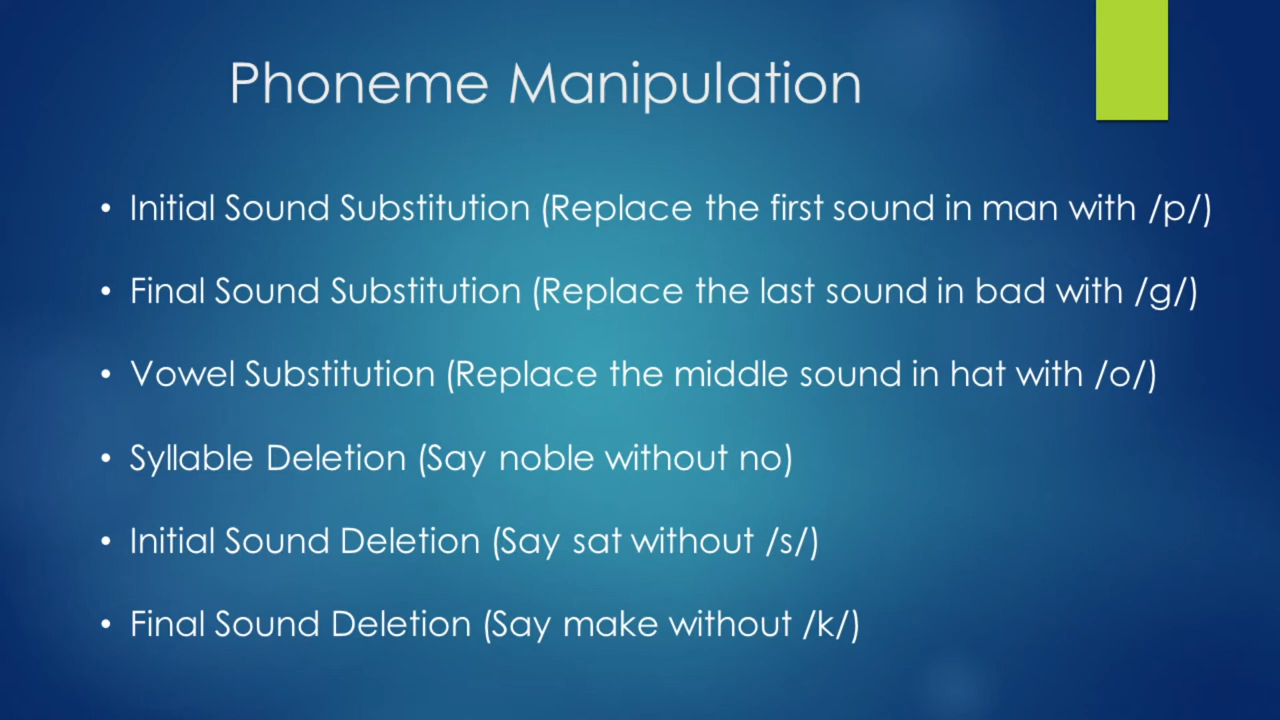 Phoneme Manipulation
• Initial Sound Substitution (Replace the first sound in man with /p/)
• Final Sound Substitution (Replace the last sound in bad with /g/)
• Vowel Substitution (Replace the middle sound in hat with /o/)
• Syllable Deletion (Say noble without no)
• Initial Sound Deletion (Say sat without /s/)
• Final Sound Deletion (Say make without /k/)